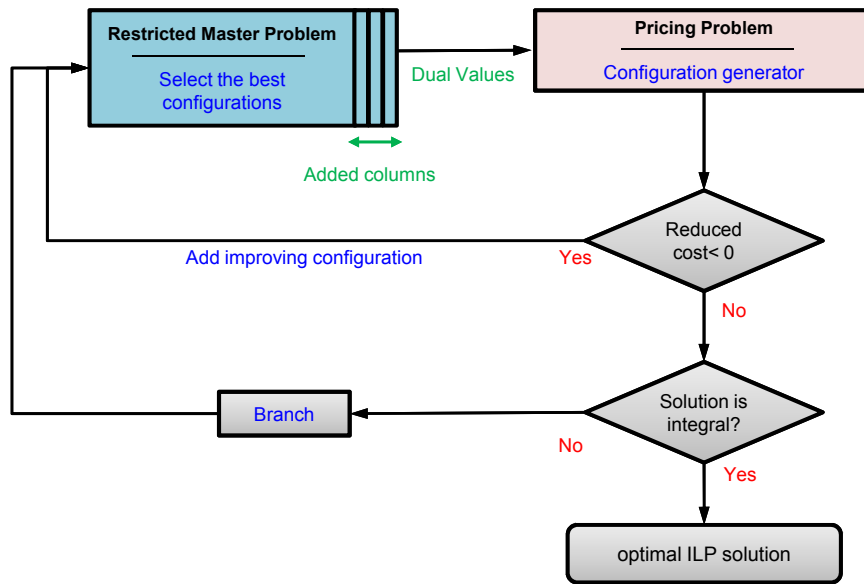 Restricted Master Problem
Select the best
configurations
Dual Values
Pricing Problem
Configuration generator
Added columns
Reduced
cost< 0
Yes
Add improving configuration
No
Solution is
integral?
No
Branch
Yes
optimal ILP solution